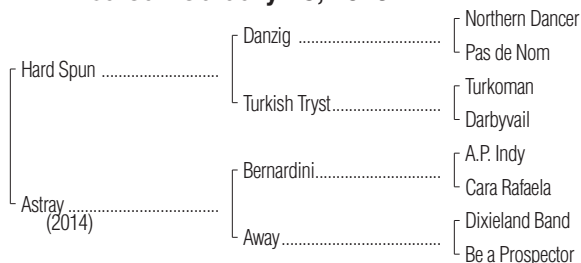 Northern Dancer
Danzig
Pas de Nom
Hard Spun
Turkoman
Turkish Tryst
Darbyvail
A.P. Indy
Bernardini
Cara Rafaela
Astray
(2014)
Dixieland Band
Away
Be a Prospector